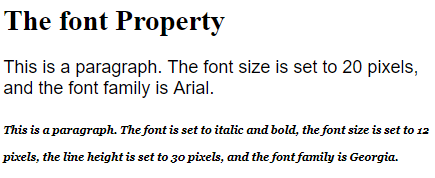 The font Property
This is a paragraph. The font size is set to 20 pixels,
and the font family is Arial.
This is a paragraph. The font is set to italic and bold, the font size is set to 12
pixels, the line height is set to 30 pixels, and the font family is Georgia.